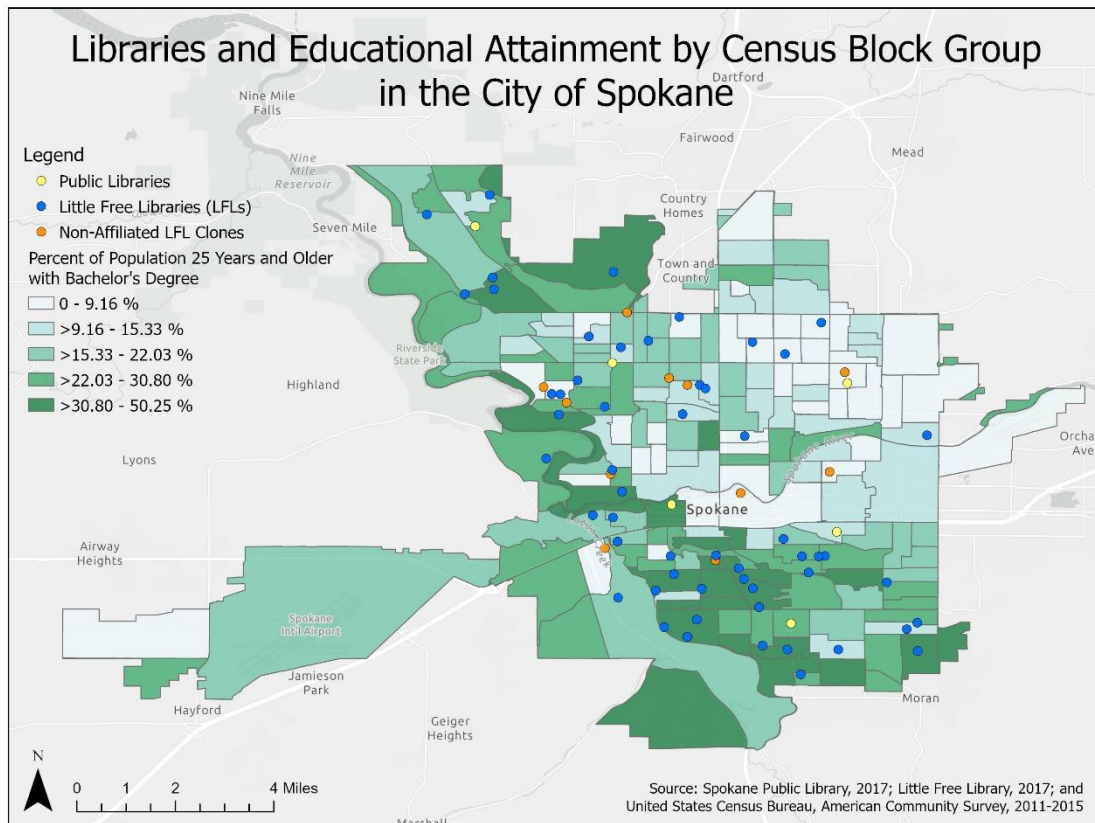 Libraries and Educational Attainment by Census Block Group
in the City of Spokane
Dartford
Nine Mile
Falls
Fairwood
Mead
Legend
Public Libraries
Little Free Libraries (LFLs)
Non-Affiliated LFL Clones
Percent of Population 25 Years and Older
with Bachelor's Degree
0 - 9.16 %
>9.16 - 15.33 %
>15.33 - 22.03 %
>22.03 - 30.80 %
>30.80 - 50.25 %
Nine
Mile
Reservoir
Seven Mile
Country
Homes
Town and
Country
Riverside
State Park
Highland
Lyons
Spokane River
Orcha
Ave
Spokane
Latah Creek
Airway
Heights
Spokane
Int'l Airport
Jamieson
Park
Hayford
Geiger
Heights
Moran
Marshall
N
0 2 4 Miles
Source: Spokane Public Library, 2017; Little Free Library, 2017; and
United States Census Bureau, American Community Survey, 2011-2015